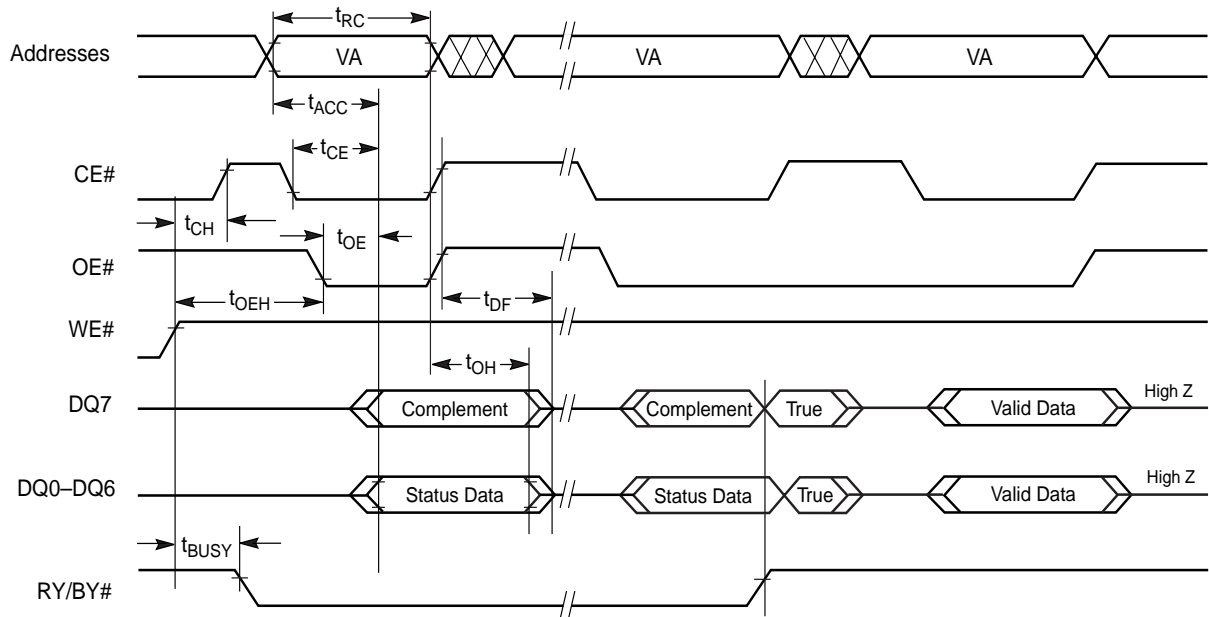 tRC
Addresses VA VA VA
tACC
tCE
CE#
tCH
tOE
OE#
tOEH
tDF
WE#
tOH
DQ7 Complement Complement True Valid Data High Z
DQ0–DQ6 Status Data Status Data True Valid Data High Z
tBUSY
RY/BY#